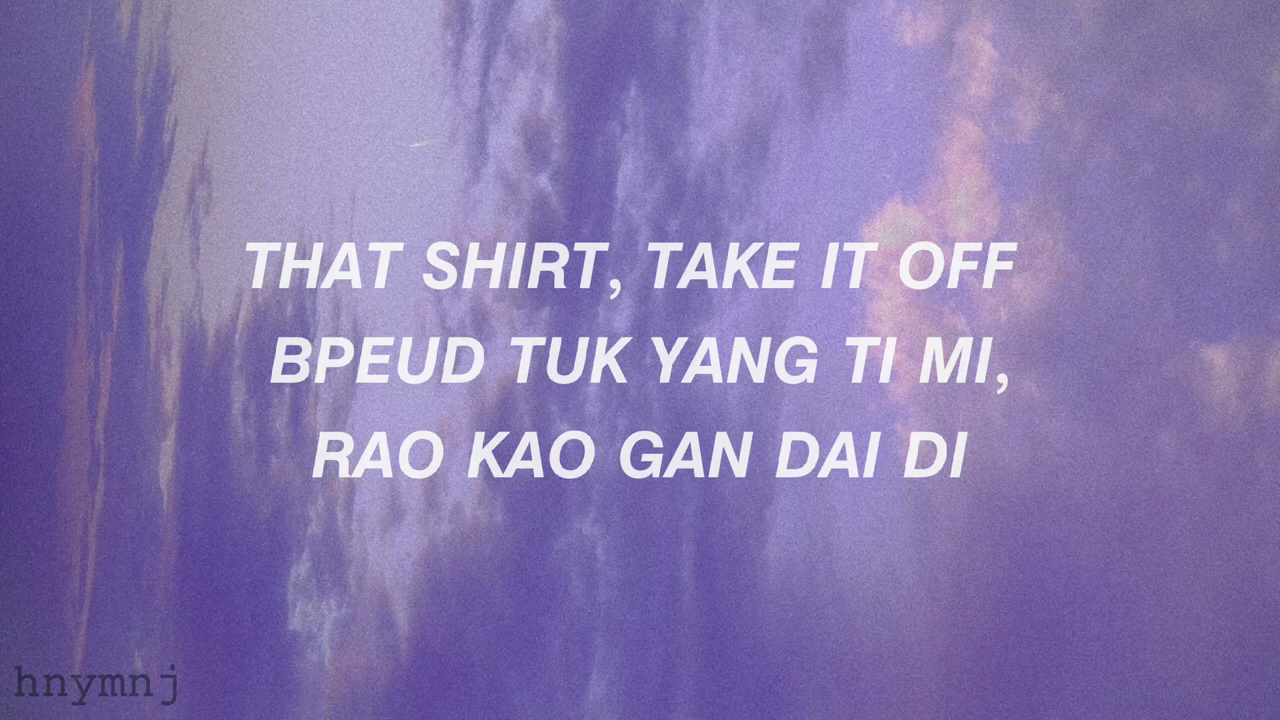 THAT SHIRT, TAKE IT OFF
BPEUD TUK YANG TI MI,
RAO KAO GAN DAI DI
hnymnj